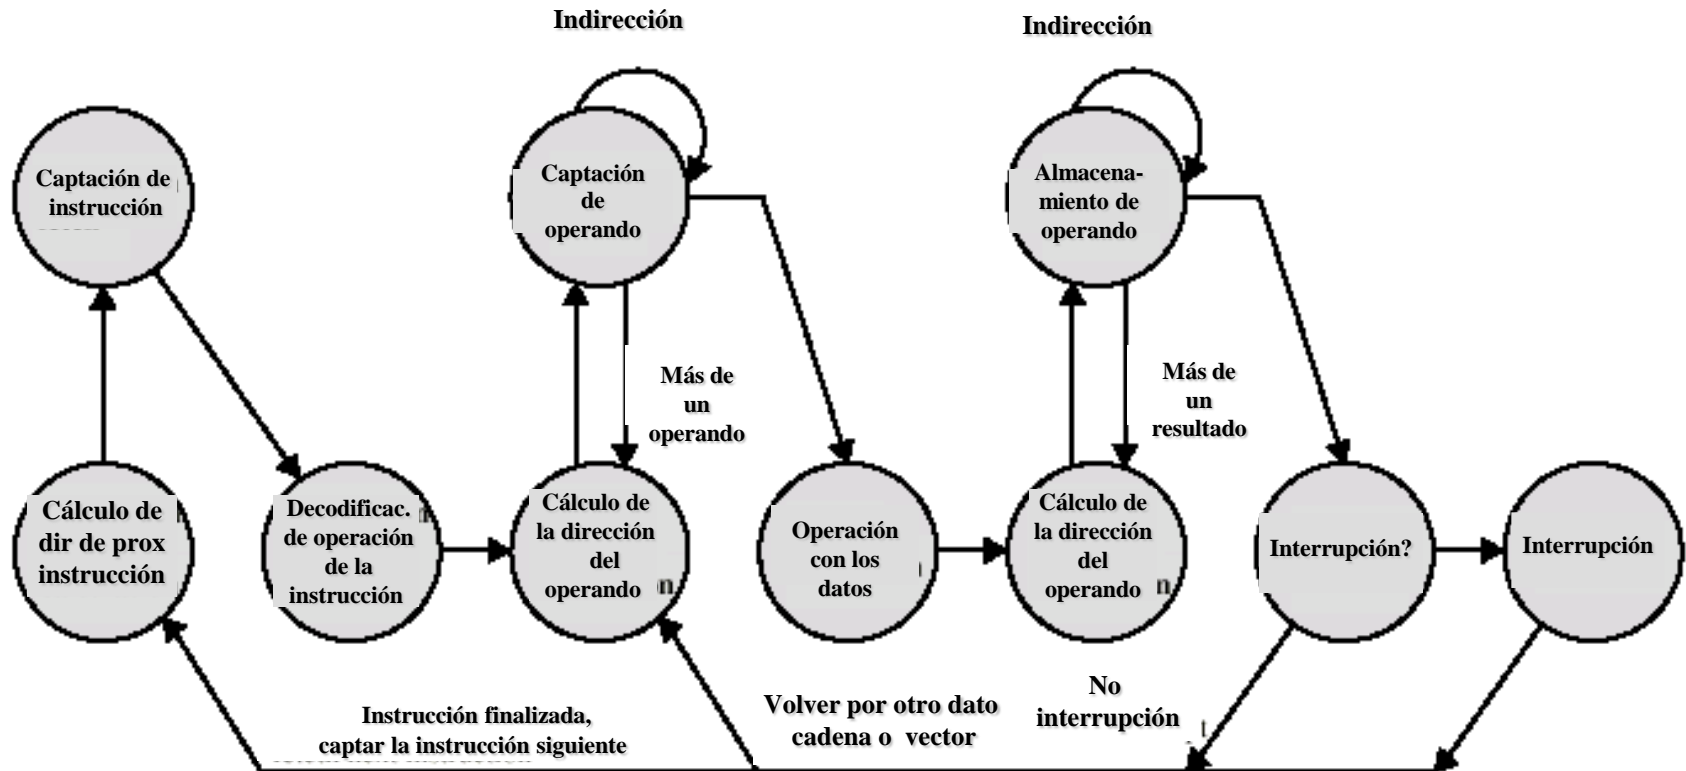 Indirección
Indirección
Captación de
instrucción
Captación
de
operando
Almacena-
miento de
operando
Más de
un
operando
Más de
un
resultado
Cálculo de
dir de prox
instrucción
Decodificac.
de operación
de la
instrucción
Cálculo de
la dirección
del
operando
Operación
con los
datos
Cálculo de
la dirección
del
operando
Interrupción?
Interrupción
Instrucción finalizada,
captar la instrucción siguiente
Volver por otro dato
cadena o vector
No
interrupción